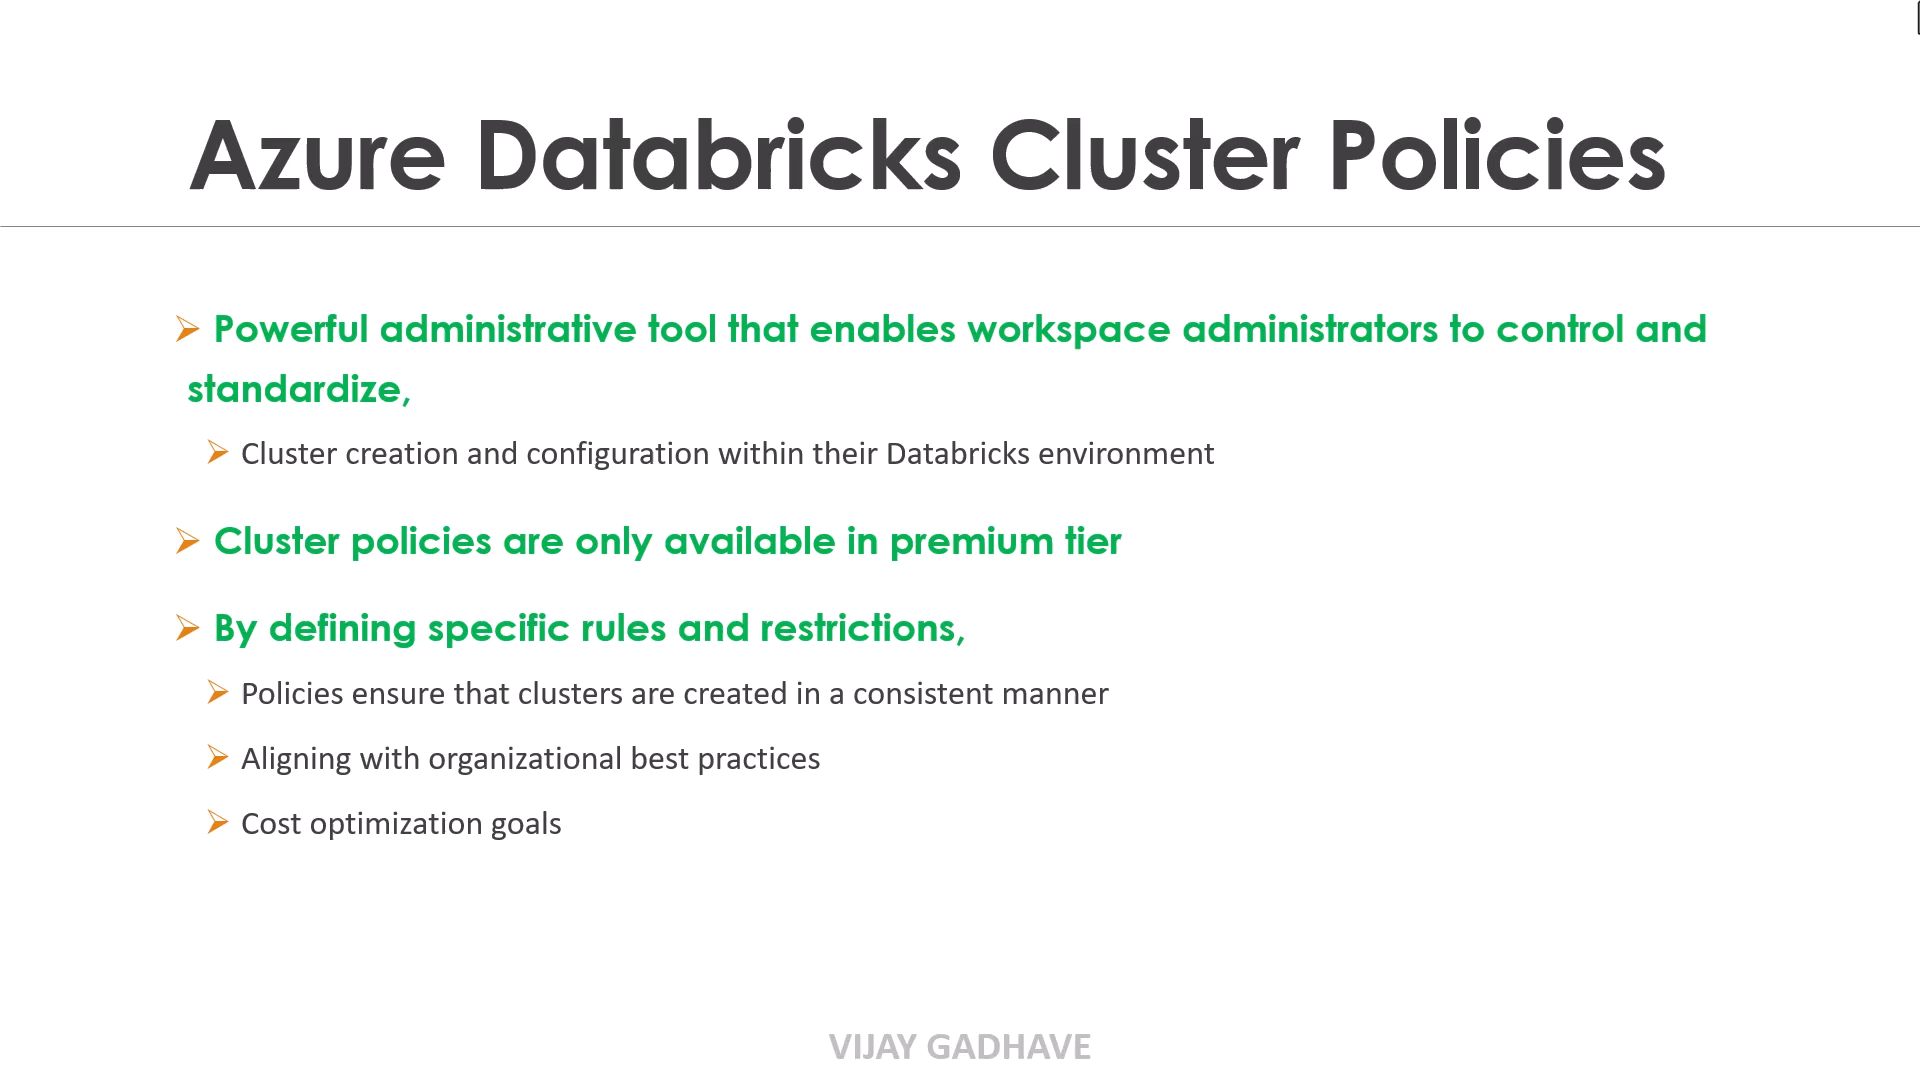 Azure Databricks Cluster Policies
Powerful administrative tool that enables workspace administrators to control and
standardize,
Cluster creation and configuration within their Databricks environment
Cluster policies are only available in premium tier
By defining specific rules and restrictions,
Policies ensure that clusters are created in a consistent manner
Aligning with organizational best practices
Cost optimization goals
VIJAY GADHAVE